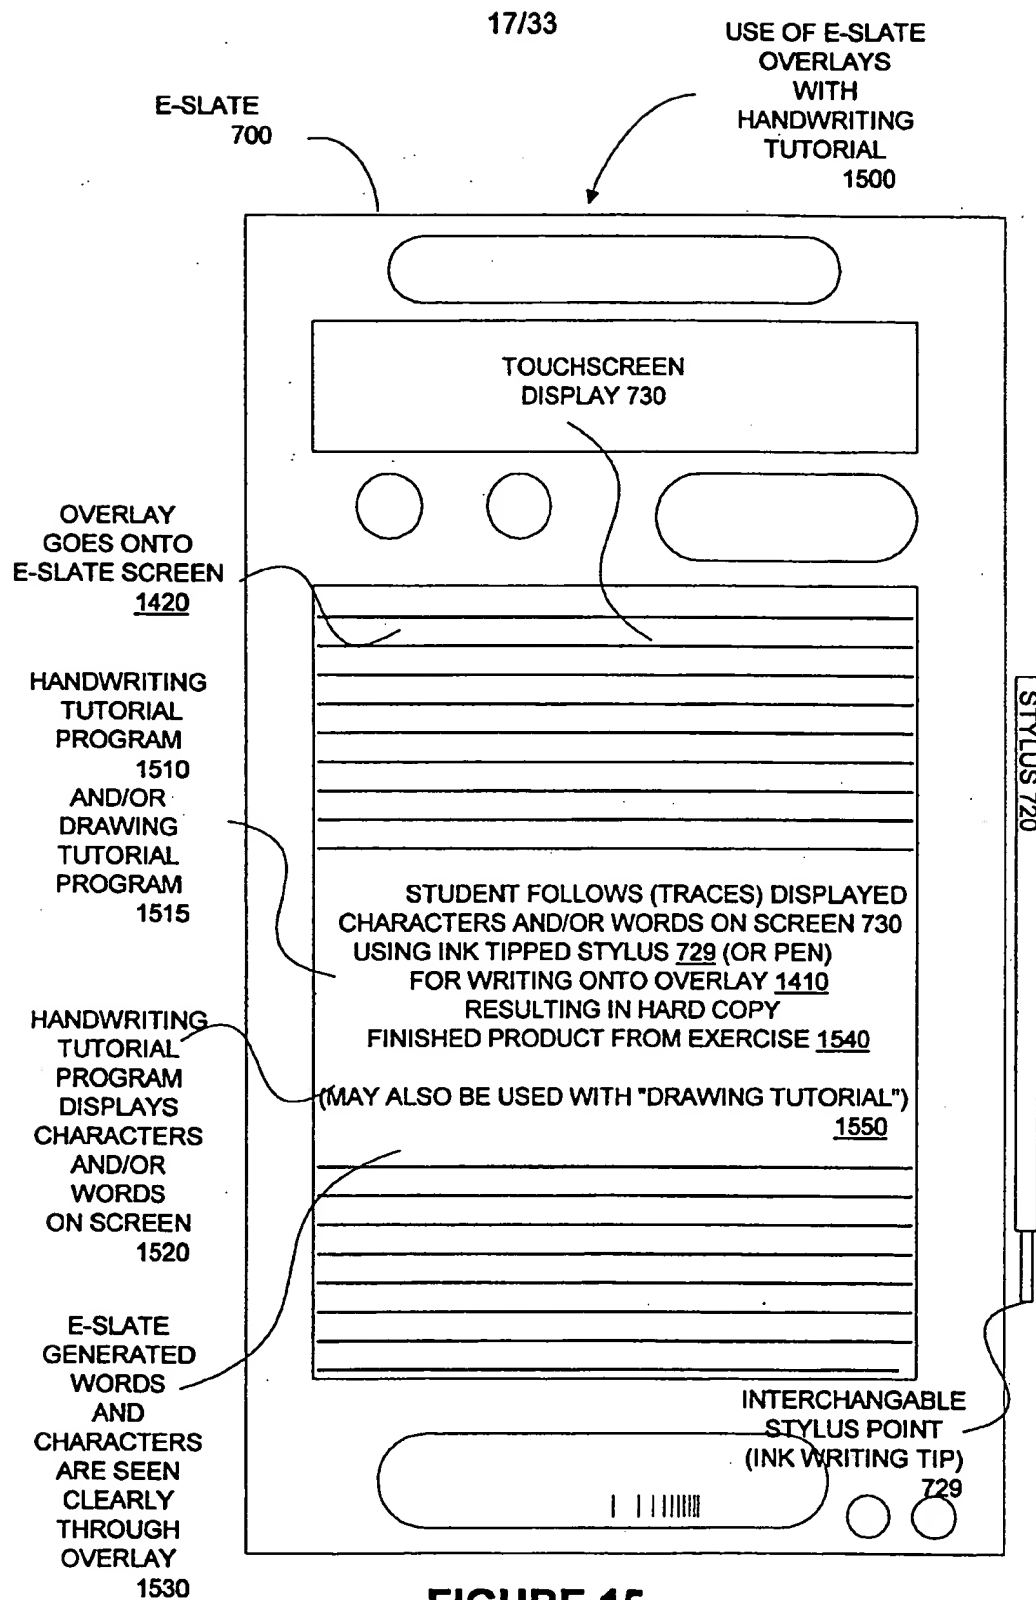 17/33
USE OF E-SLATE
OVERLAYS
WITH
HANDWRITING
TUTORIAL
1500
E-SLATE
700
TOUCHSCREEN
DISPLAY 730
OVERLAY
GOES ONTO
E-SLATE SCREEN
1420
HANDWRITING
TUTORIAL
PROGRAM
1510
AND/OR
DRAWING
TUTORIAL
PROGRAM
1515
STYLUS 720
STUDENT FOLLOWS (TRACES) DISPLAYED
CHARACTERS AND/OR WORDS ON SCREEN 730
USING INK TIPPED STYLUS 729 (OR PEN)
FOR WRITING ONTO OVERLAY 1410
RESULTING IN HARD COPY
FINISHED PRODUCT FROM EXERCISE 1540
(MAY ALSO BE USED WITH "DRAWING TUTORIAL")
1550
HANDWRITING
TUTORIAL
PROGRAM
DISPLAYS
CHARACTERS
AND/OR
WORDS
ON SCREEN
1520
E-SLATE
GENERATED
WORDS
AND
CHARACTERS
ARE SEEN
CLEARLY
THROUGH
OVERLAY
1530
INTERCHANGABLE
STYLUS POINT
(INK WRITING TIP)
729
FIGURE 15